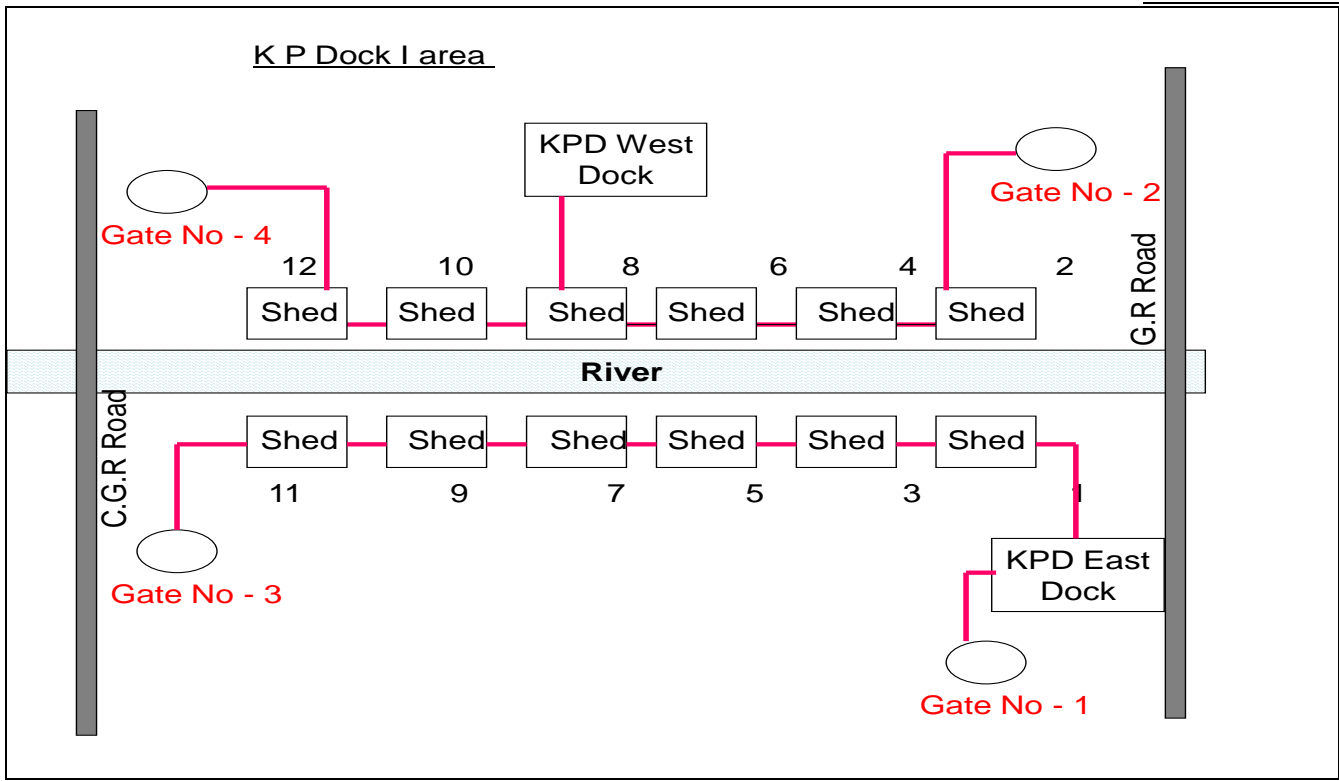 K P Dock I area
KPD West
Dock
Gate No - 2
Gate No - 4
G.R Road
12 10 8 6 4 2
Shed Shed Shed Shed Shed Shed
River
C.G.R Road
Shed Shed Shed Shed Shed Shed
11 9 7 5 3 1
Gate No - 3
KPD East
Dock
Gate No - 1